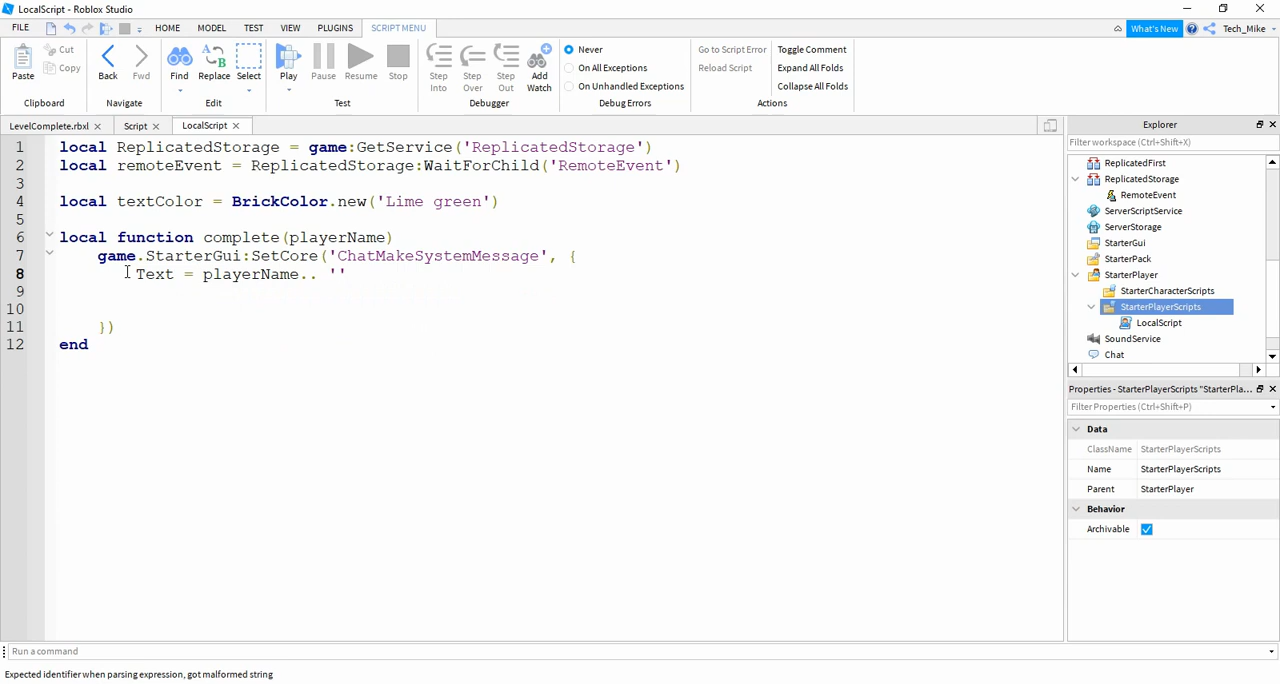 LocalScript - Roblox Studio
FILE HOME MODEL TEST VIEW PLUGINS SCRIPT MENU What's New Tech_Mike
Paste Cut Copy Back Fwd Find Replace Select Play Pause Resume Stop Step Into Step Over Step Out Add Watch Never On All Exceptions On Unhandled Exceptions Go to Script Error Reload Script Toggle Comment Expand All Folds Collapse All Folds
Clipboard Navigate Edit Test Debugger Debug Errors Actions
LevelComplete.rbxl Script LocalScript
1 local ReplicatedStorage = game:GetService('ReplicatedStorage')
2 local remoteEvent = ReplicatedStorage:WaitForChild('RemoteEvent')
3
4 local textColor = BrickColor.new('Lime green')
5
6 local function complete(playerName)
7 game.StarterGui:SetCore('ChatMakeSystemMessage', {
8 Text = playerName.. ''
9
10
11 })
12 end
Explorer
Filter workspace (Ctrl+Shift+X)
ReplicatedFirst
ReplicatedStorage
RemoteEvent
ServerScriptService
ServerStorage
StarterGui
StarterPack
StarterPlayer
StarterCharacterScripts
StarterPlayerScripts
LocalScript
SoundService
Chat
Properties - StarterPlayerScripts "StarterPla...
Filter Properties (Ctrl+Shift+P)
Data
ClassName StarterPlayerScripts
Name StarterPlayerScripts
Parent StarterPlayer
Behavior
Archivable
Run a command
Expected identifier when parsing expression, got malformed string